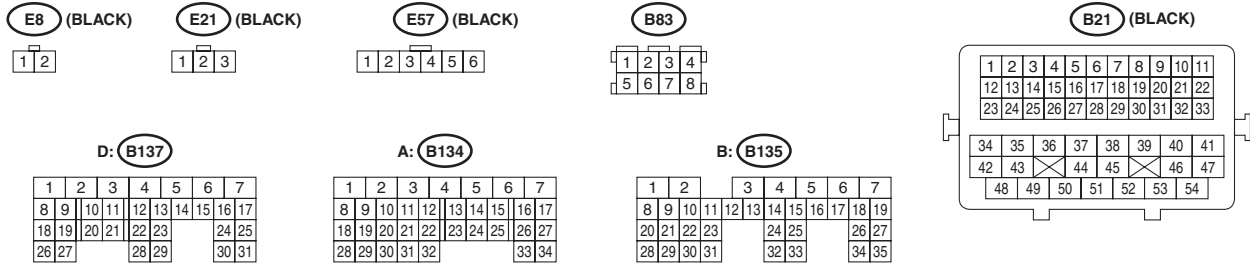 E8 (BLACK)
1 2
E21 (BLACK)
1 2 3
E57 (BLACK)
1 2 3 4 5 6
B83
1 2 3 4
5 6 7 8
B21 (BLACK)
1 2 3 4 5 6 7 8 9 10 11
12 13 14 15 16 17 18 19 20 21 22
23 24 25 26 27 28 29 30 31 32 33
34 35 36 37 38 39 40 41
42 43 44 45 46 47
48 49 50 51 52 53 54
D: B137
1 2 3 4 5 6 7
8 9 10 11 12 13 14 15 16 17
18 19 20 21 22 23 24 25
26 27 28 29 30 31
A: B134
1 2 3 4 5 6 7
8 9 10 11 12 13 14 15 16 17
18 19 20 21 22 23 24 25 26 27
28 29 30 31 32 33 34
B: B135
1 2 3 4 5 6 7
8 9 10 11 12 13 14 15 16 17 18 19
20 21 22 23 24 25 26 27
28 29 30 31 32 33 34 35